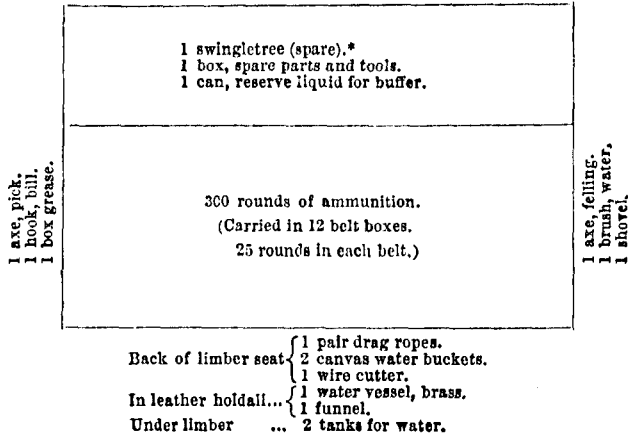 1 swingletree (spare).*
1 box, spare parts and tools.
1 can, reserve liquid for buffer.
1 axe, pick.
1 hook, bill.
1 box grease.
300 rounds of ammunition.
(Carried in 12 belt boxes.
25 rounds in each belt.)
1 axe, felling.
1 brush, water.
1 shovel.
Back of limber seat { 1 pair drag ropes.
2 canvas water buckets.
1 wire cutter.
In leather holdall... { 1 water vessel, brass.
1 funnel.
Under limber ... 2 tanks for water.